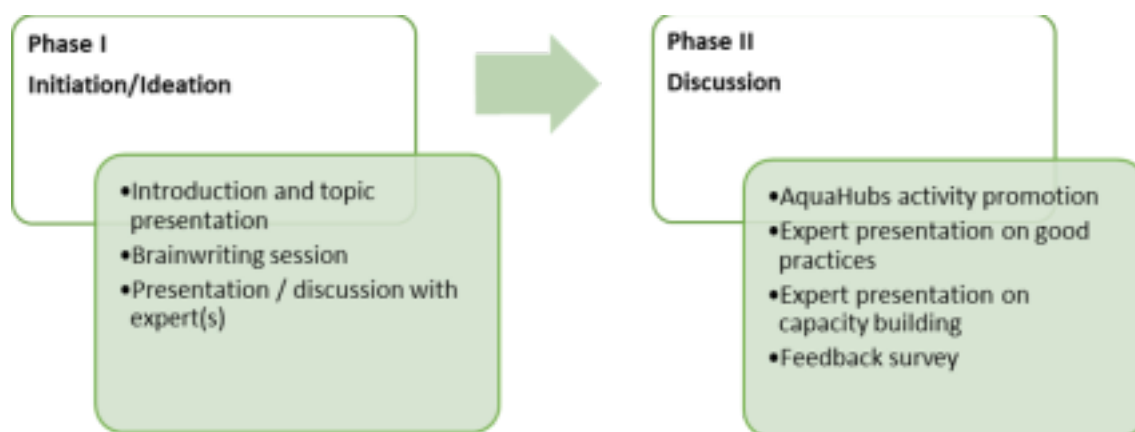 Phase I
Initiation/Ideation
•Introduction and topic
presentation
•Brainwriting session
•Presentation / discussion with
expert(s)
Phase II
Discussion
•AquaHubs activity promotion
•Expert presentation on good
practices
•Expert presentation on
capacity building
•Feedback survey